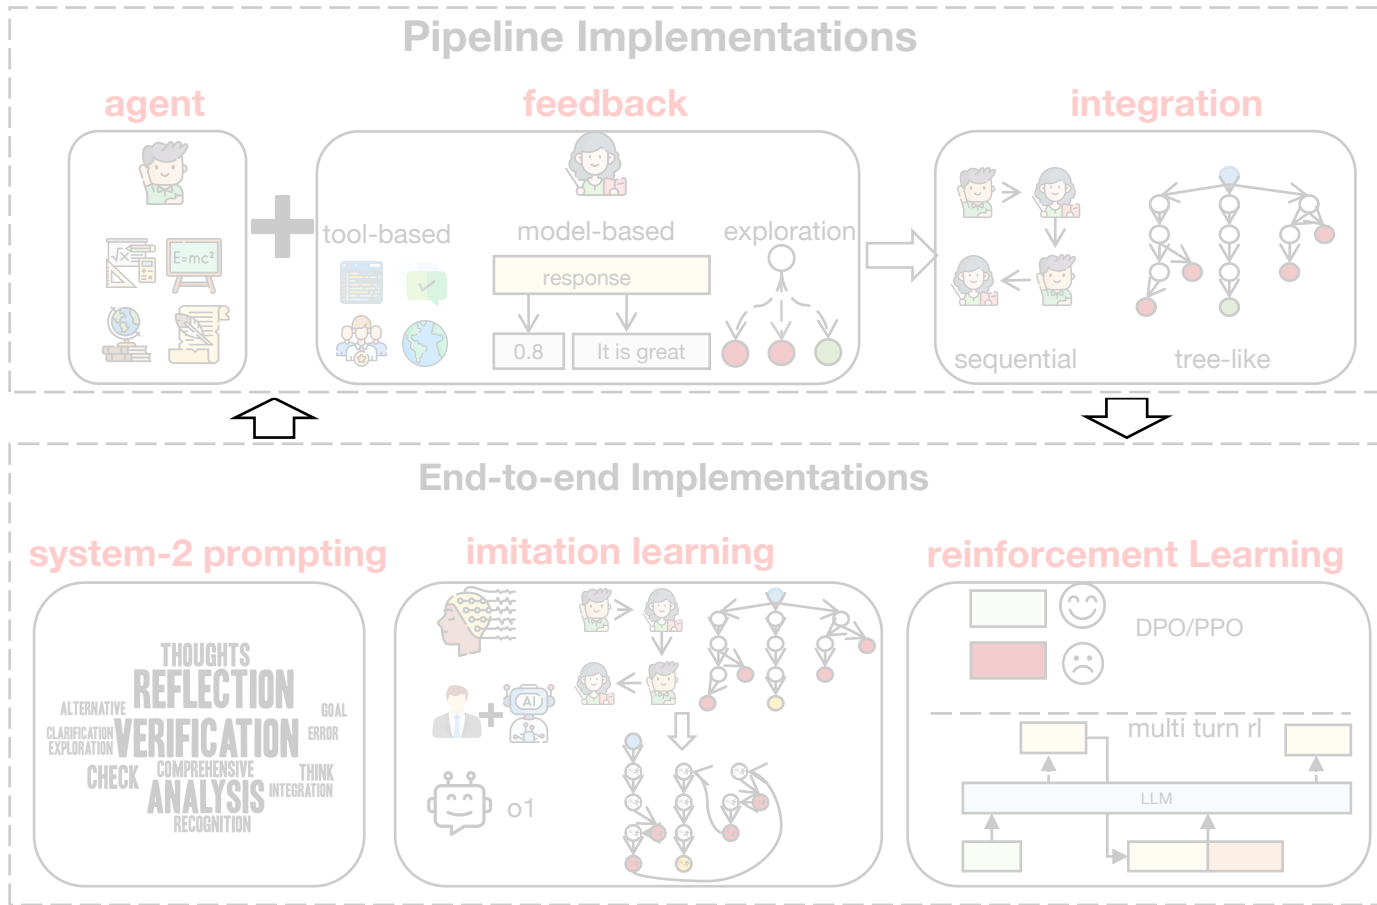 Pipeline Implementations
agent
feedback
integration
√x
E=mc²
tool-based
model-based
exploration
response
0.8
It is great
sequential
tree-like
End-to-end Implementations
system-2 prompting
imitation learning
reinforcement Learning
THOUGHTS
REFLECTION
ALTERNATIVE
GOAL
CLARIFICATION
VERIFICATION
ERROR
EXPLORATION
CHECK
COMPREHENSIVE
THINK
ANALYSIS
INTEGRATION
RECOGNITION
AI
o1
DPO/PPO
multi turn rl
LLM